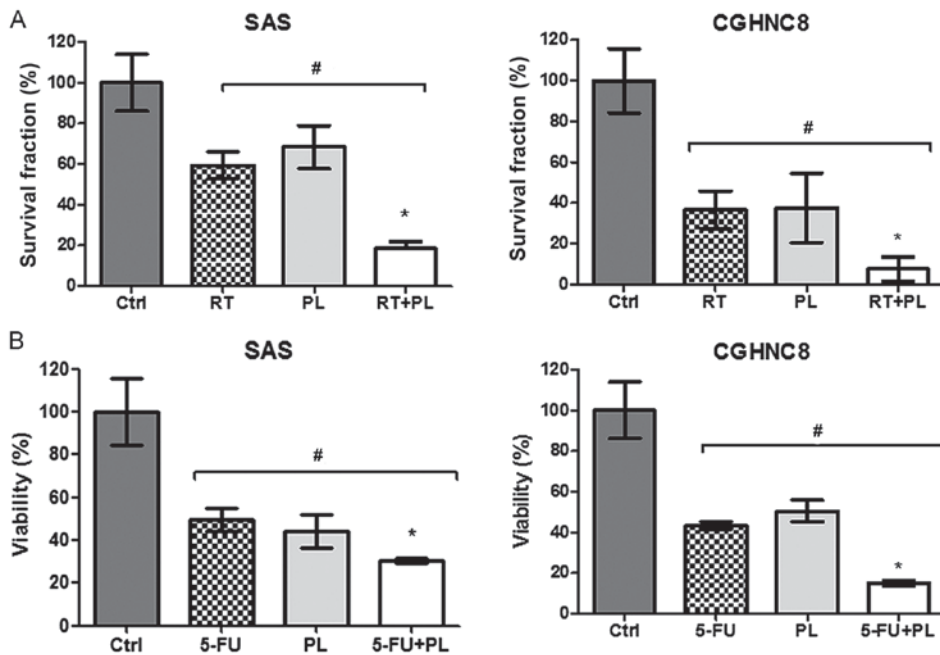 A
SAS
Survival fraction (%)
120
100
80
60
40
20
0
#
*
Ctrl RT PL RT+PL
CGHNC8
Survival fraction (%)
120
100
80
60
40
20
0
#
*
Ctrl RT PL RT+PL
B
SAS
Viability (%)
120
100
80
60
40
20
0
#
*
Ctrl 5-FU PL 5-FU+PL
CGHNC8
Viability (%)
120
100
80
60
40
20
0
#
*
Ctrl 5-FU PL 5-FU+PL